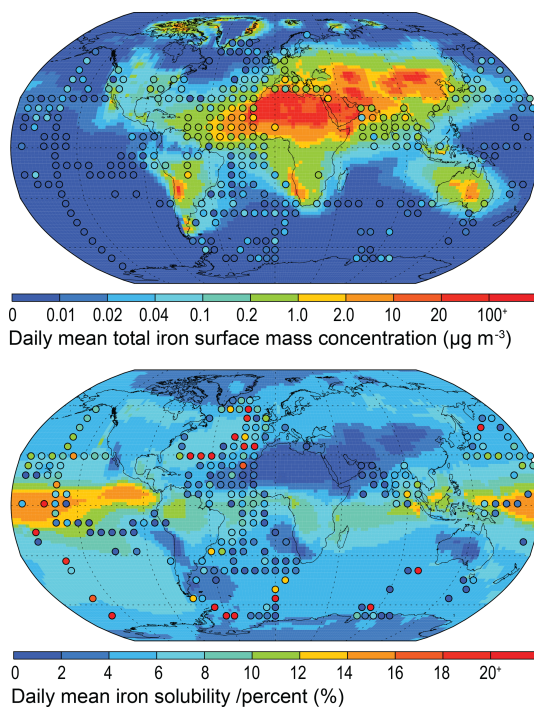 0 0.01 0.02 0.04 0.1 0.2 1.0 2.0 10 20 100⁺
Daily mean total iron surface mass concentration (µg m⁻³)
0 2 4 6 8 10 12 14 16 18 20⁺
Daily mean iron solubility /percent (%)